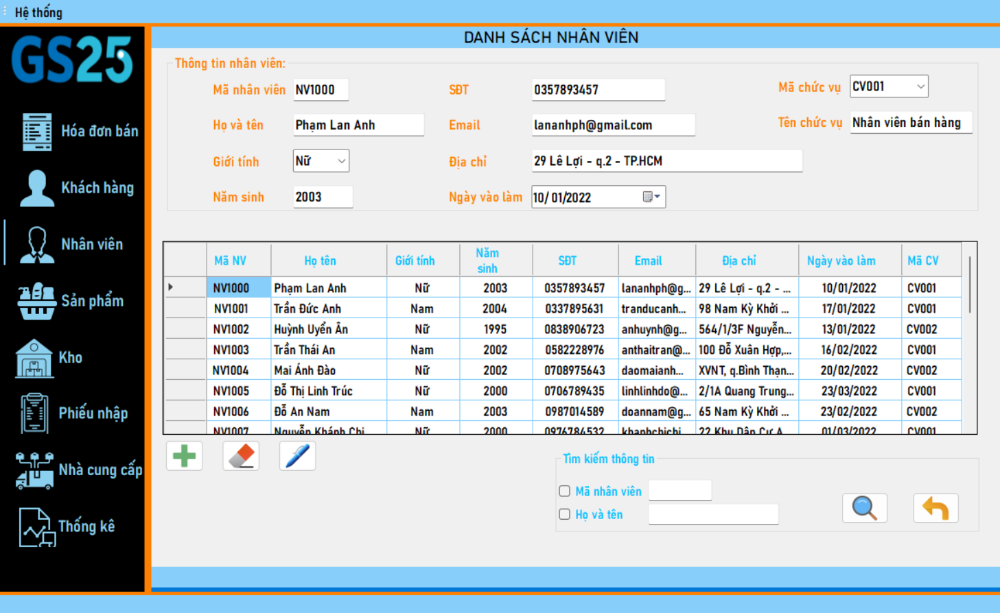 Hệ thống
GS25
DANH SÁCH NHÂN VIÊN
Thông tin nhân viên:
Mã nhân viên NV1000 SĐT 0357893457 Mã chức vụ CV001
Họ và tên Phạm Lan Anh Email lananhph@gmail.com Tên chức vụ Nhân viên bán hàng
Giới tính Nữ Địa chỉ 29 Lê Lợi - q.2 - TP.HCM
Năm sinh 2003 Ngày vào làm 10/01/2022
Hóa đơn bán
Khách hàng
Nhân viên
Sản phẩm
Kho
Phiếu nhập
Nhà cung cấp
Thống kê
Mã NV Họ tên Giới tính Năm sinh SĐT Email Địa chỉ Ngày vào làm Mã CV
NV1000 Phạm Lan Anh Nữ 2003 0357893457 lananhph@g... 29 Lê Lợi - q.2 - ... 10/01/2022 CV001
NV1001 Trần Đức Anh Nam 2004 0337895631 tranducanh... 98 Nam Kỳ Khởi ... 17/01/2022 CV001
NV1002 Huỳnh Uyển Ân Nữ 1995 0838906723 anhuynh@g... 564/1/3F Nguyễn... 13/01/2022 CV002
NV1003 Trần Thái An Nam 2002 0582228976 anthaitran@... 100 Đỗ Xuân Hợp,... 16/02/2022 CV001
NV1004 Mai Ánh Đào Nữ 2002 0708975643 daomaianh... XVNT, q.Bình Thạn... 20/02/2022 CV002
NV1005 Đỗ Thị Linh Trúc Nữ 2000 0706789435 linhlinhdo@... 2/1A Quang Trung... 23/03/2022 CV001
NV1006 Đỗ An Nam Nam 2003 0987014589 doannam@g... 65 Nam Kỳ Khởi ... 23/02/2022 CV002
NV1007 Nguyễn Khánh Chi Nữ 2000 0976784532 khanhchichi... 22 Khu Dân Cư A... 01/03/2022 CV001
Tìm kiếm thông tin
Mã nhân viên
Họ và tên